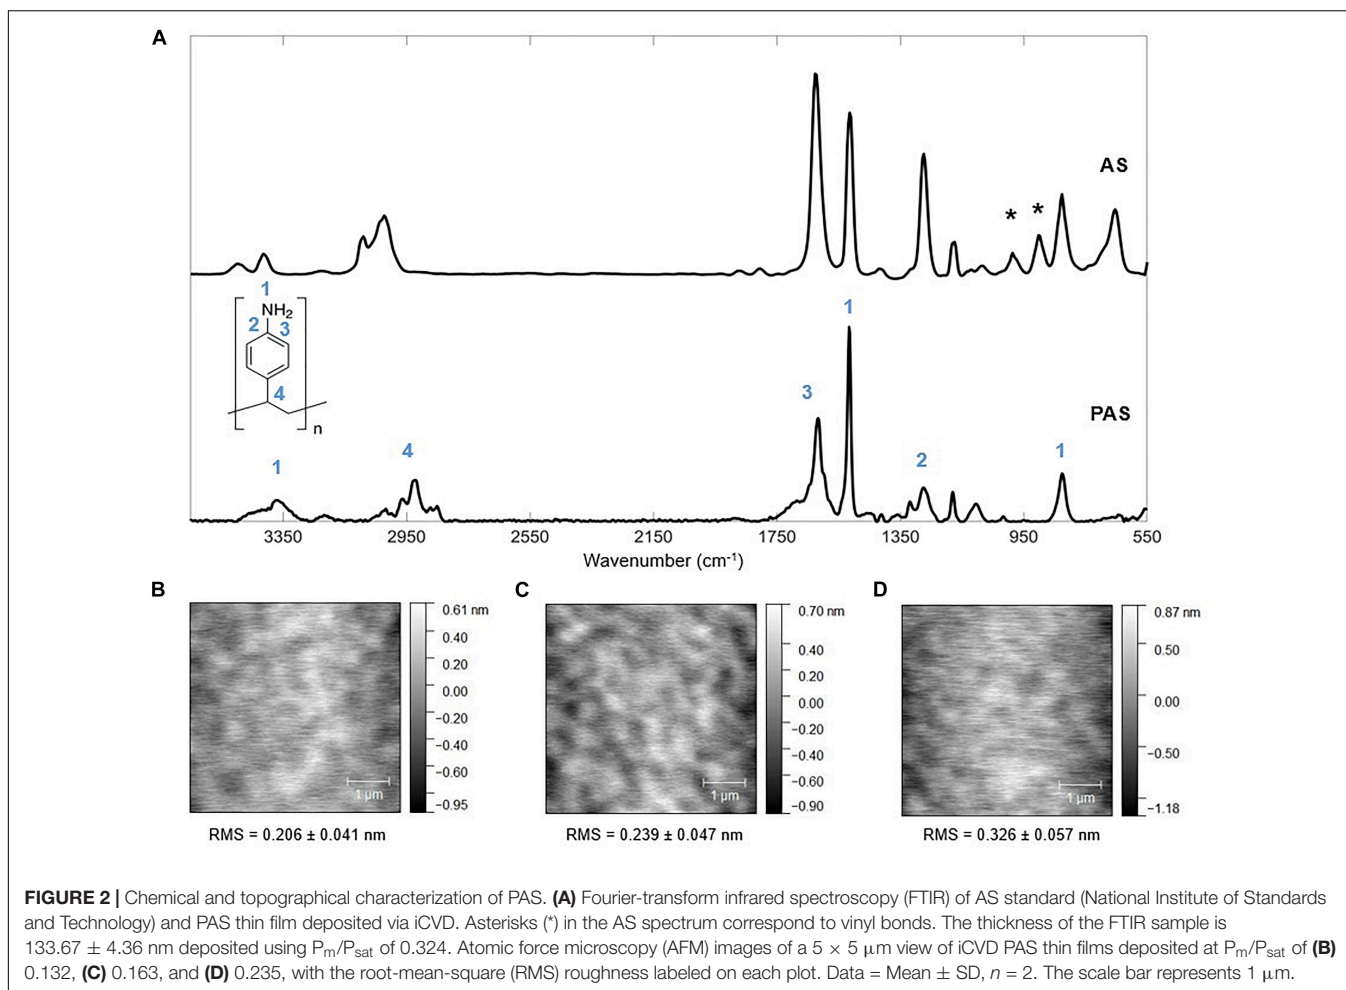 A
AS
* *
1
NH2
2 3
4
n
1
3
PAS
1
4
2
1
3350 2950 2550 2150 1750 1350 950 550
Wavenumber (cm-1)
B
0.61 nm
0.40
0.20
0.00
−0.20
−0.40
−0.60
−0.95
1 µm
RMS = 0.206 ± 0.041 nm
C
0.70 nm
0.40
0.20
0.00
−0.20
−0.40
−0.60
−0.90
1 µm
RMS = 0.239 ± 0.047 nm
D
0.87 nm
0.50
0.00
−0.50
−1.18
1 µm
RMS = 0.326 ± 0.057 nm
FIGURE 2 | Chemical and topographical characterization of PAS. (A) Fourier-transform infrared spectroscopy (FTIR) of AS standard (National Institute of Standards
and Technology) and PAS thin film deposited via iCVD. Asterisks (*) in the AS spectrum correspond to vinyl bonds. The thickness of the FTIR sample is
133.67 ± 4.36 nm deposited using Pm/Psat of 0.324. Atomic force microscopy (AFM) images of a 5 × 5 µm view of iCVD PAS thin films deposited at Pm/Psat of (B)
0.132, (C) 0.163, and (D) 0.235, with the root-mean-square (RMS) roughness labeled on each plot. Data = Mean ± SD, n = 2. The scale bar represents 1 µm.